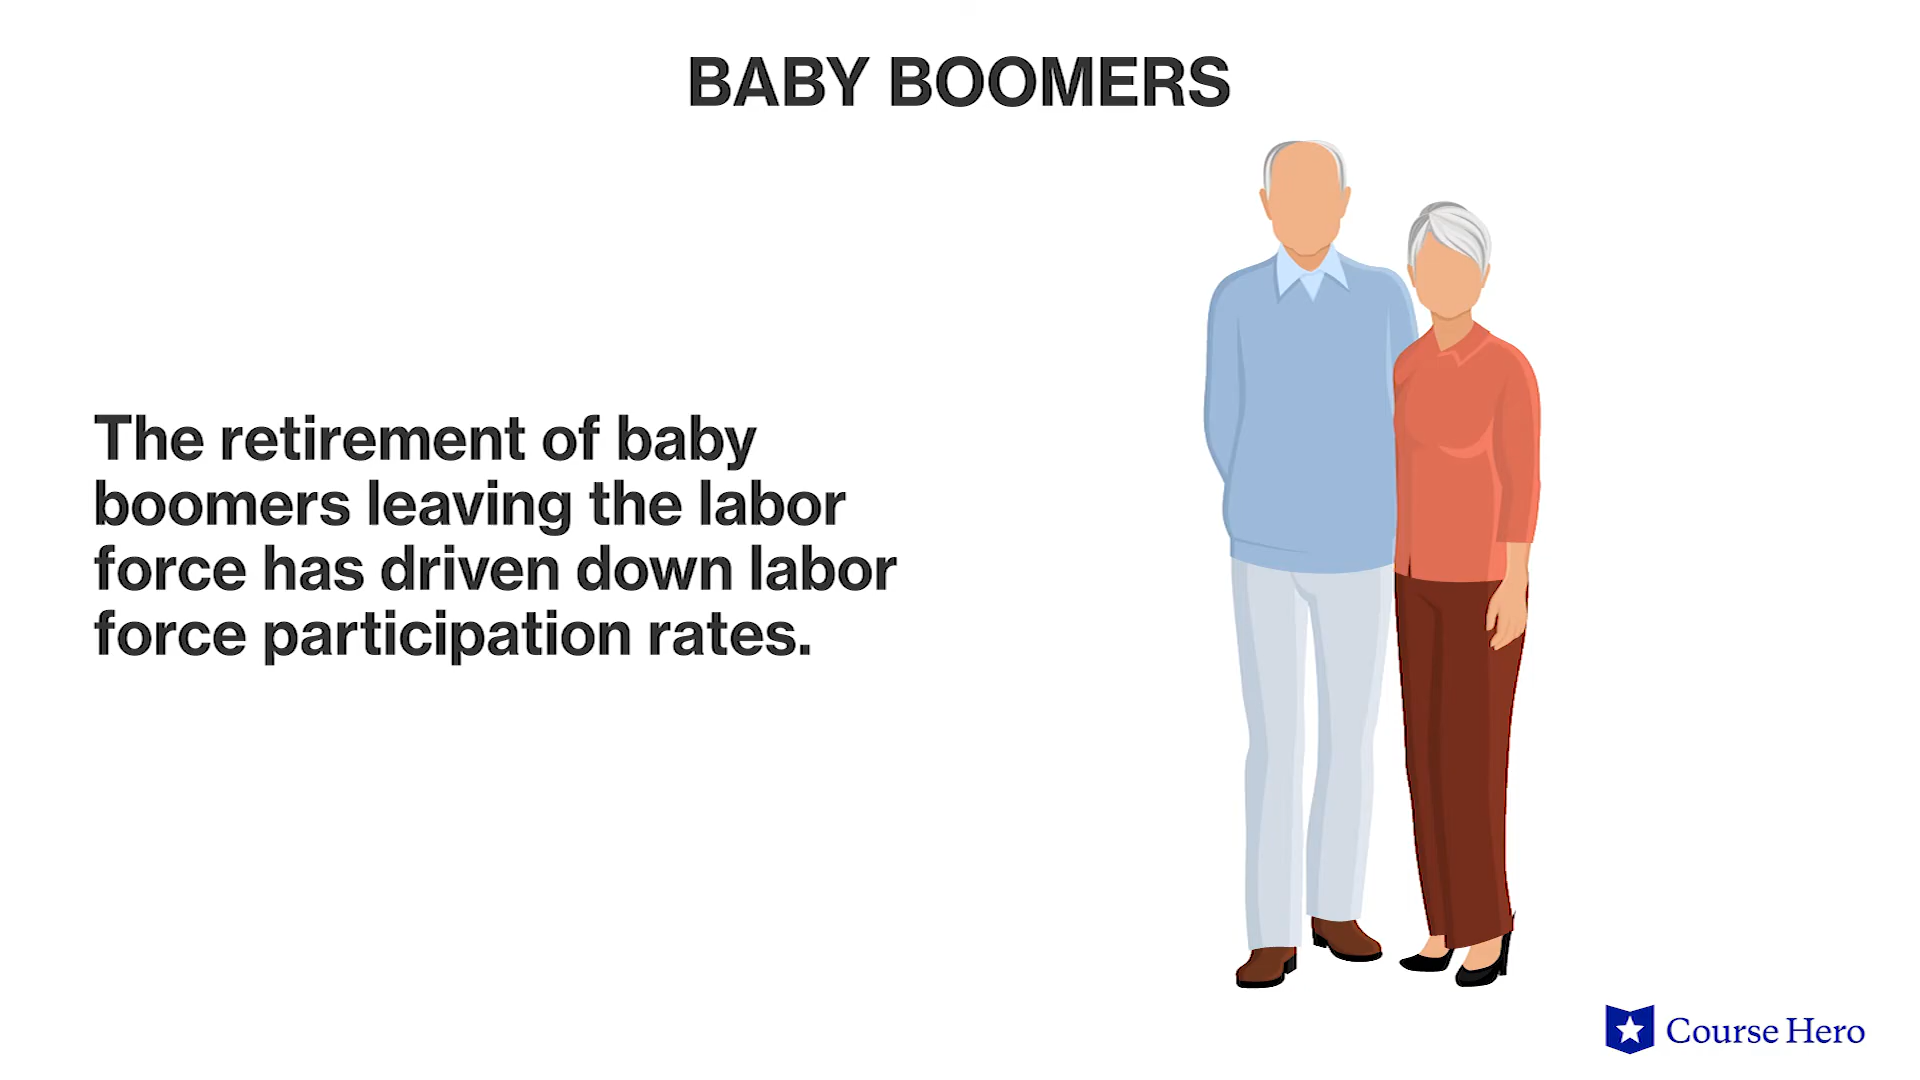 BABY BOOMERS
The retirement of baby
boomers leaving the labor
force has driven down labor
force participation rates.
Course Hero